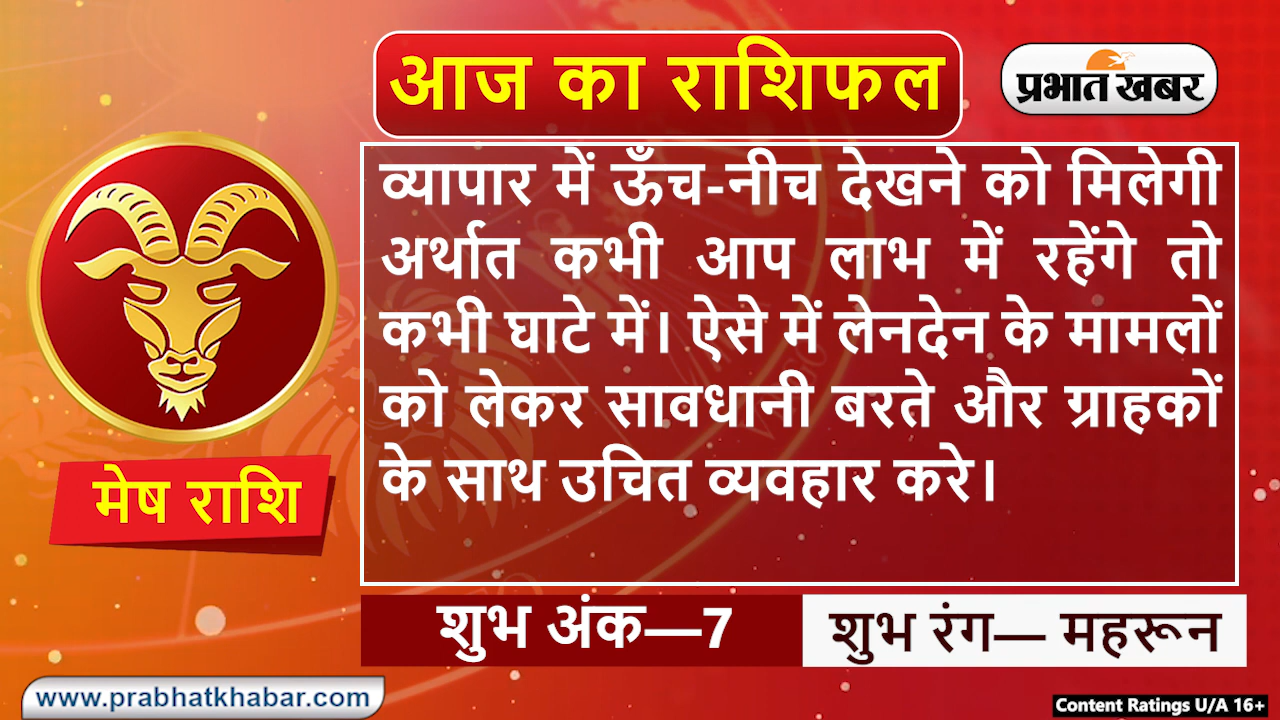 आज का राशिफल
प्रभात खबर
व्यापार में ऊँच-नीच देखने को मिलेगी
अर्थात कभी आप लाभ में रहेंगे तो
कभी घाटे में। ऐसे में लेनदेन के मामलों
को लेकर सावधानी बरते और ग्राहकों
के साथ उचित व्यवहार करे।
मेष राशि
शुभ अंक—7
शुभ रंग— महरून
www.prabhatkhabar.com
Content Ratings U/A 16+